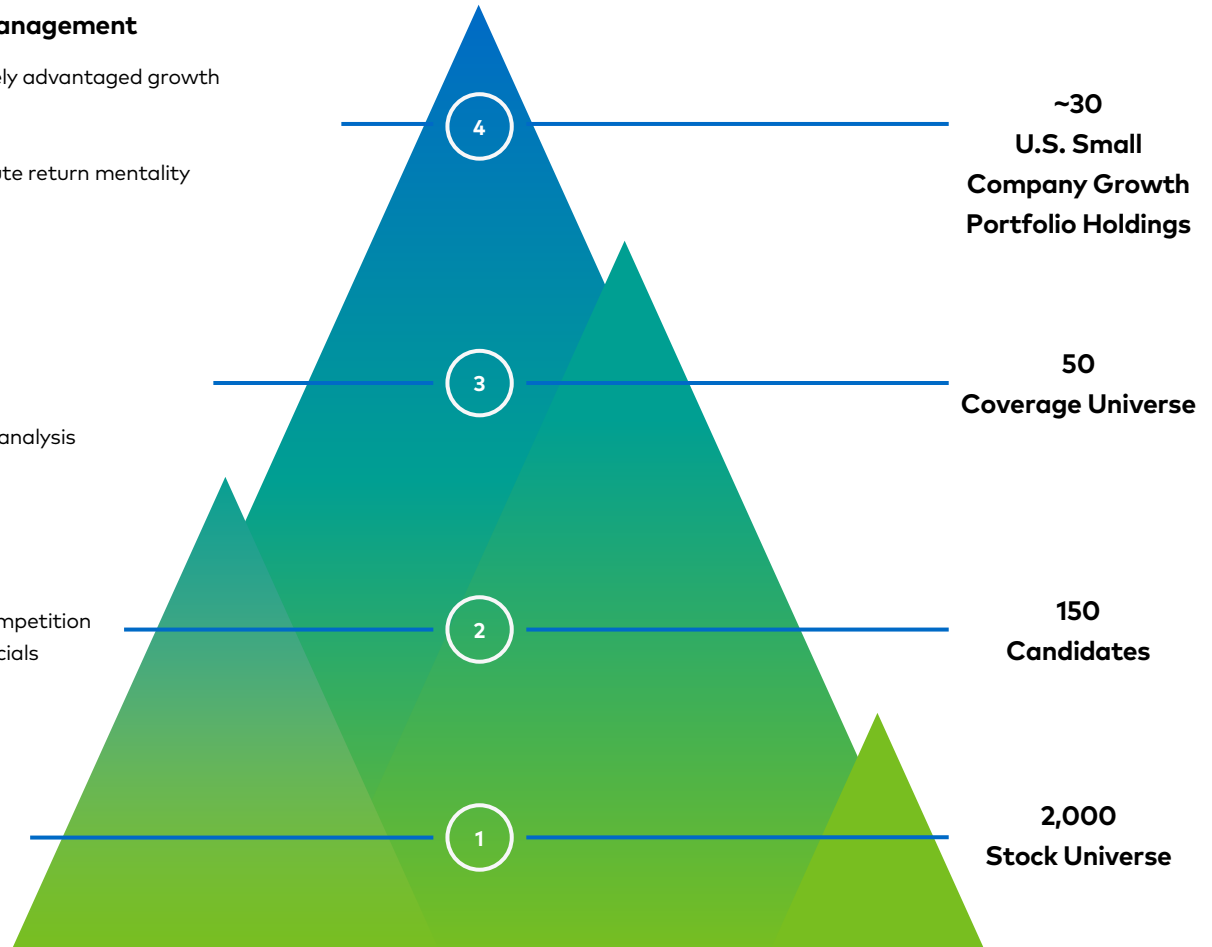 anagement
ely advantaged growth
ute return mentality
4
~30
U.S. Small
Company Growth
Portfolio Holdings
3
50
Coverage Universe
analysis
mpetition
cials
2
150
Candidates
1
2,000
Stock Universe